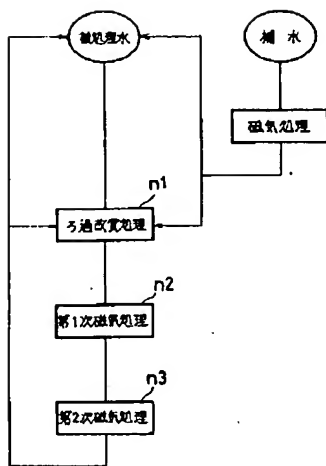 被処理水
補水
磁気処理
n1
ろ過改質処理
n2
第1次磁気処理
n3
第2次磁気処理